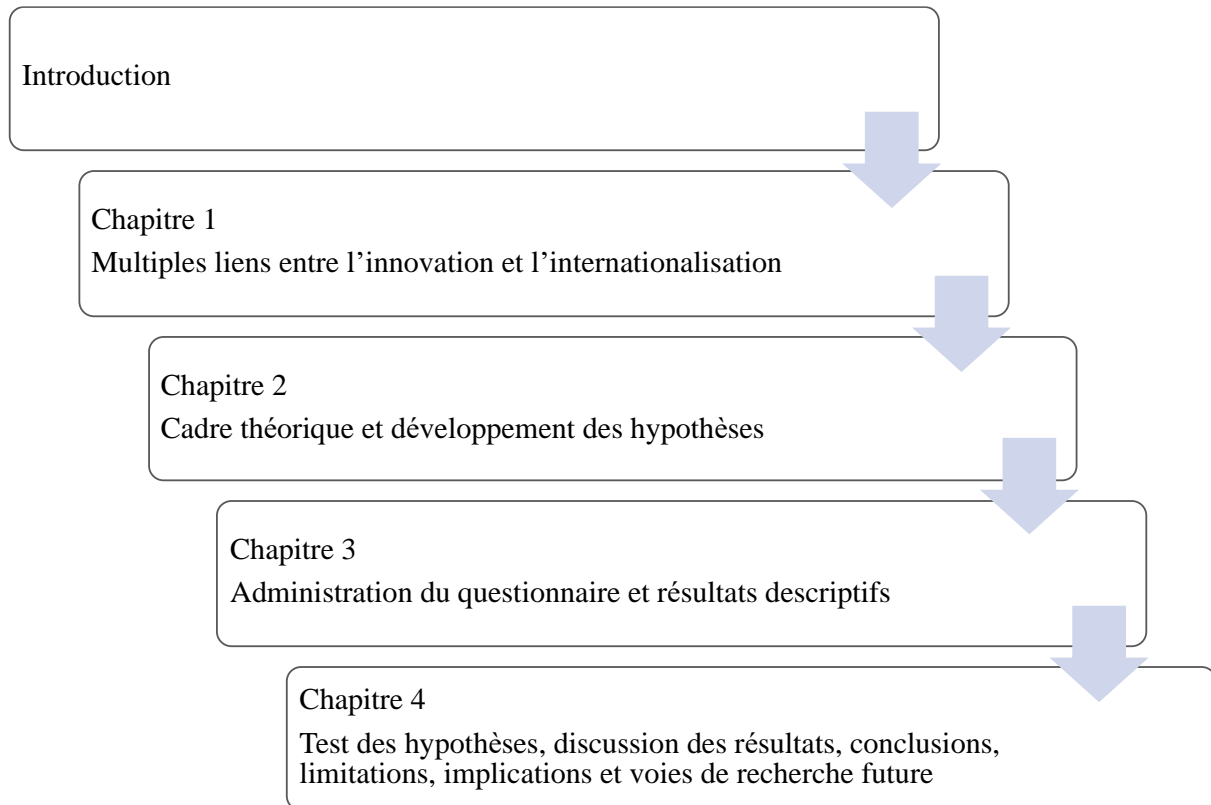 Introduction
Chapitre 1
Multiples liens entre l’innovation et l’internationalisation
Chapitre 2
Cadre théorique et développement des hypothèses
Chapitre 3
Administration du questionnaire et résultats descriptifs
Chapitre 4
Test des hypothèses, discussion des résultats, conclusions,
limitations, implications et voies de recherche future